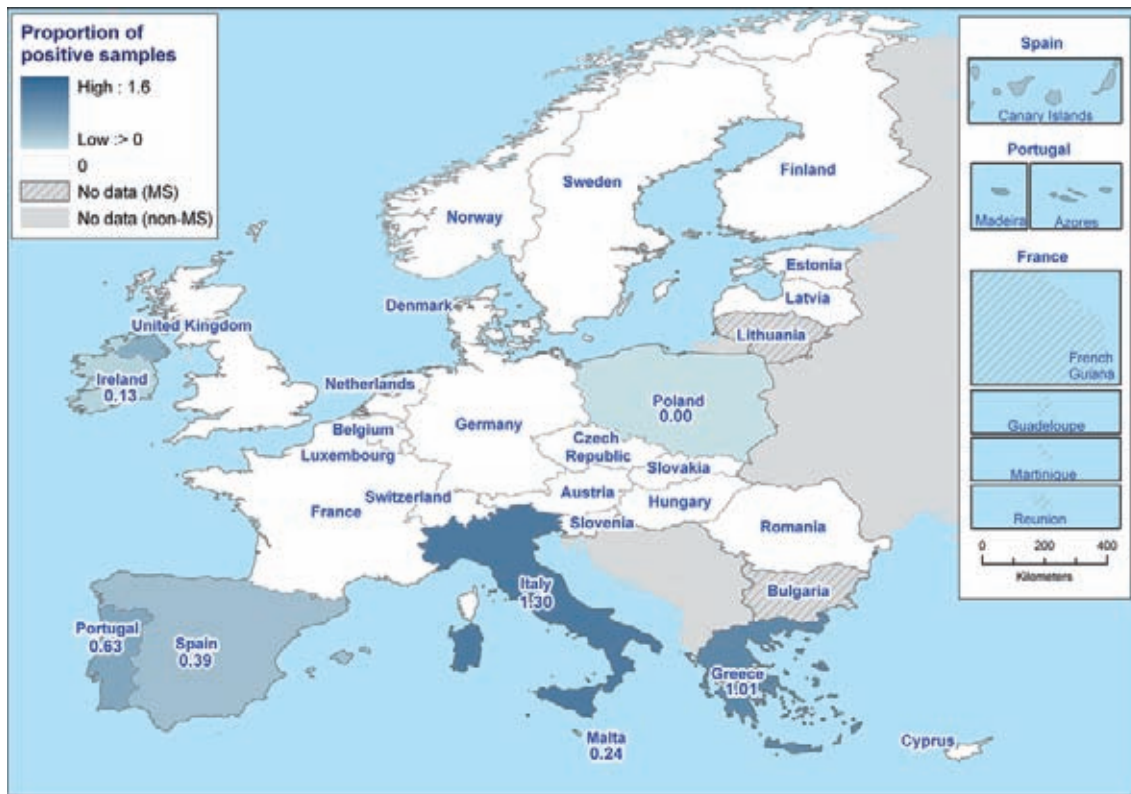 Proportion of
positive samples
High : 1.6
Low :> 0
0
No data (MS)
No data (non-MS)
Norway
Sweden
Finland
Estonia
Latvia
Lithuania
Denmark
United Kingdom
Ireland
0.13
Netherlands
Belgium
Luxembourg
Germany
Poland
0.00
Czech
Republic
Slovakia
Switzerland
France
Austria
Hungary
Slovenia
Romania
Bulgaria
Italy
1.30
Portugal
0.63
Spain
0.39
Greece
1.01
Malta
0.24
Cyprus
Spain
Canary Islands
Portugal
Madeira
Azores
France
French
Guiana
Guadeloupe
Martinique
Reunion
0 200 400
Kilometers